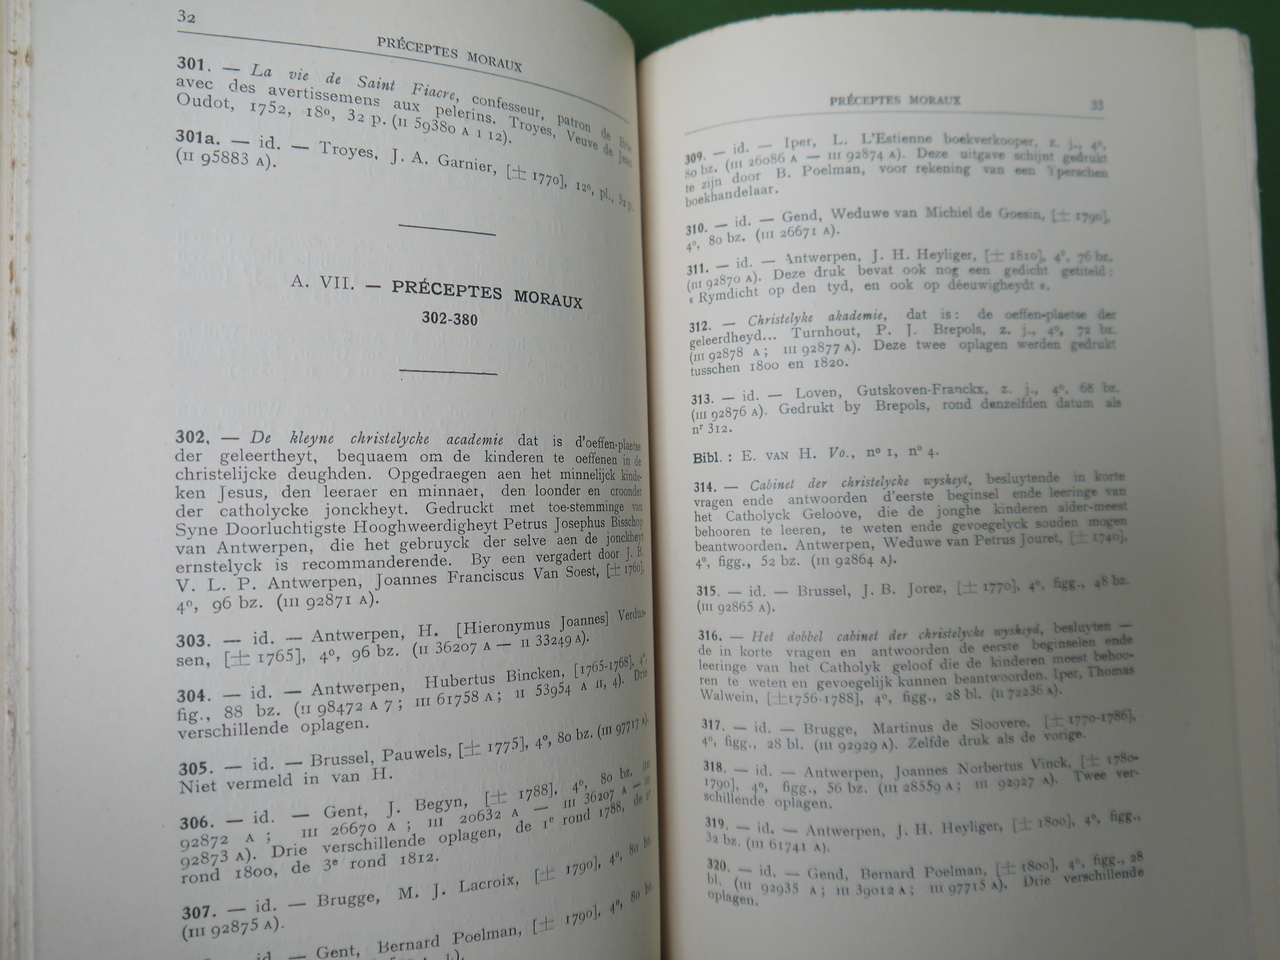 32
PRÉCEPTES MORAUX
301. — La vie de Saint Fiacre, confesseur, patron de Brie
avec des avertissemens aux pelerins. Troyes, Veuve de Jean
Oudot, 1752, 18°, 32 p. (II 59380 A I 12).
301a. — id. — Troyes, J. A. Garnier, [± 1770], 12°, pl., 32 p.
(II 95883 A).
A. VII. — PRÉCEPTES MORAUX
302-380
302, — De kleyne christelycke academie dat is d'oeffen-plaetse
der geleertheyt, bequaem om de kinderen te oeffenen in de
christelijcke deughden. Opgedraegen aen het minnelijck kinde-
ken Jesus, den leeraer en minnaer, den loonder en croonder
der catholycke jonckheyt. Gedruckt met toe-stemminge van
Syne Doorluchtigste Hooghweerdigheyt Petrus Josephus Bisschop
van Antwerpen, die het gebruyck der selve aen de jonckheyt
ernstelyck is recommanderende. By een vergadert door J. B.
V. L. P. Antwerpen, Joannes Franciscus Van Soest, [± 1760],
4°, 96 bz. (III 92871 A).
303. — id. — Antwerpen, H. [Hieronymus Joannes] Verdus-
sen, [± 1765], 4°, 96 bz. (II 36207 A — II 33249 A).
304. — id. — Antwerpen, Hubertus Bincken, [1765-1768], 4°,
fig., 88 bz. (II 98472 A 7 ; III 61758 A ; II 53954 A II, 4). Drie
verschillende oplagen.
305. — id. — Brussel, Pauwels, [± 1775], 4°, 80 bz. (III 97717 A).
Niet vermeld in van H.
306. — id. — Gent, J. Begyn, [± 1788], 4°, 80 bz. (III
92872 A ; III 26670 A ; III 20632 A — III 36207 A — III
92873 A). Drie verschillende oplagen, de 1e rond 1788, de 2e
rond 1800, de 3e rond 1812.
307. — id. — Brugge, M. J. Lacroix, [± 1790], 4°, 80 bz.
(III 92875 A).
id. — Gent, Bernard Poelman, [± 1790], 4°, 80 bz
PRÉCEPTES MORAUX
33
309. — id. — Iper, L. L'Estienne boekverkooper, z. j., 4°,
80 bz. (III 26086 A — III 92874 A). Deze uitgave schijnt gedrukt
te zijn door B. Poelman, voor rekening van een Yperschen
boekhandelaar.
310. — id. — Gend, Weduwe van Michiel de Goesin, [± 1790],
4°, 80 bz. (III 26671 A).
311. — id. — Antwerpen, J. H. Heyliger, [± 1810], 4°, 76 bz.
(III 92870 A). Deze druk bevat ook nog een gedicht getiteld :
« Rymdicht op den tyd, en ook op déeuwigheydt ».
312. — Christelyke akademie, dat is : de oeffen-plaetse der
geleerdheyd... Turnhout, P. J. Brepols, z. j., 4°, 72 bz.
(III 92878 A ; III 92877 A). Deze twee oplagen werden gedrukt
tusschen 1800 en 1820.
313. — id. — Loven, Gutskoven-Franckx, z. j., 4°, 68 bz.
(III 92876 A). Gedrukt by Brepols, rond denzelfden datum als
nr 312.
Bibl. : E. VAN H. Vo., n° 1, n° 4.
314. — Cabinet der christelycke wysheyt, besluytende in korte
vragen ende antwoorden d'eerste beginsel ende leeringe van
het Catholyck Geloove, die de jonghe kinderen alder-meest
behooren te leeren, te weten ende gevoegelyck souden mogen
beantwoorden. Antwerpen, Weduwe van Petrus Jouret, [± 1740],
4°, figg., 52 bz. (III 92864 A).
315. — id. — Brussel, J. B. Jorez, [± 1770], 4°, figg., 48 bz.
(III 92865 A).
316. — Het dobbel cabinet der christelycke wysheyd, besluyten —
de in korte vragen en antwoorden de eerste beginselen ende
leeringe van het Catholyk geloof die de kinderen meest behoo-
ren te weten en gevoegelijk kunnen beantwoorden. Iper, Thomas
Walwein, [±1756-1788], 4°, figg., 28 bl. (II 72236 A).
317. — id. — Brugge, Martinus de Sloovere, [± 1770-1786],
4°, figg., 28 bl. (III 92929 A). Zelfde druk als de vorige.
318. — id. — Antwerpen, Joannes Norbertus Vinck, [± 1780-
1790], 4°, figg., 56 bz. (III 28559 A ; III 92927 A). Twee ver-
schillende oplagen.
319. — id. — Antwerpen, J. H. Heyliger, [± 1800], 4°, figg.,
32 bz. (III 61741 A).
320. — id. — Gend, Bernard Poelman, [± 1800], 4°, figg., 28
bl. (III 92935 A ; III 39012 A ; III 97715 A). Drie verschillende
oplagen.